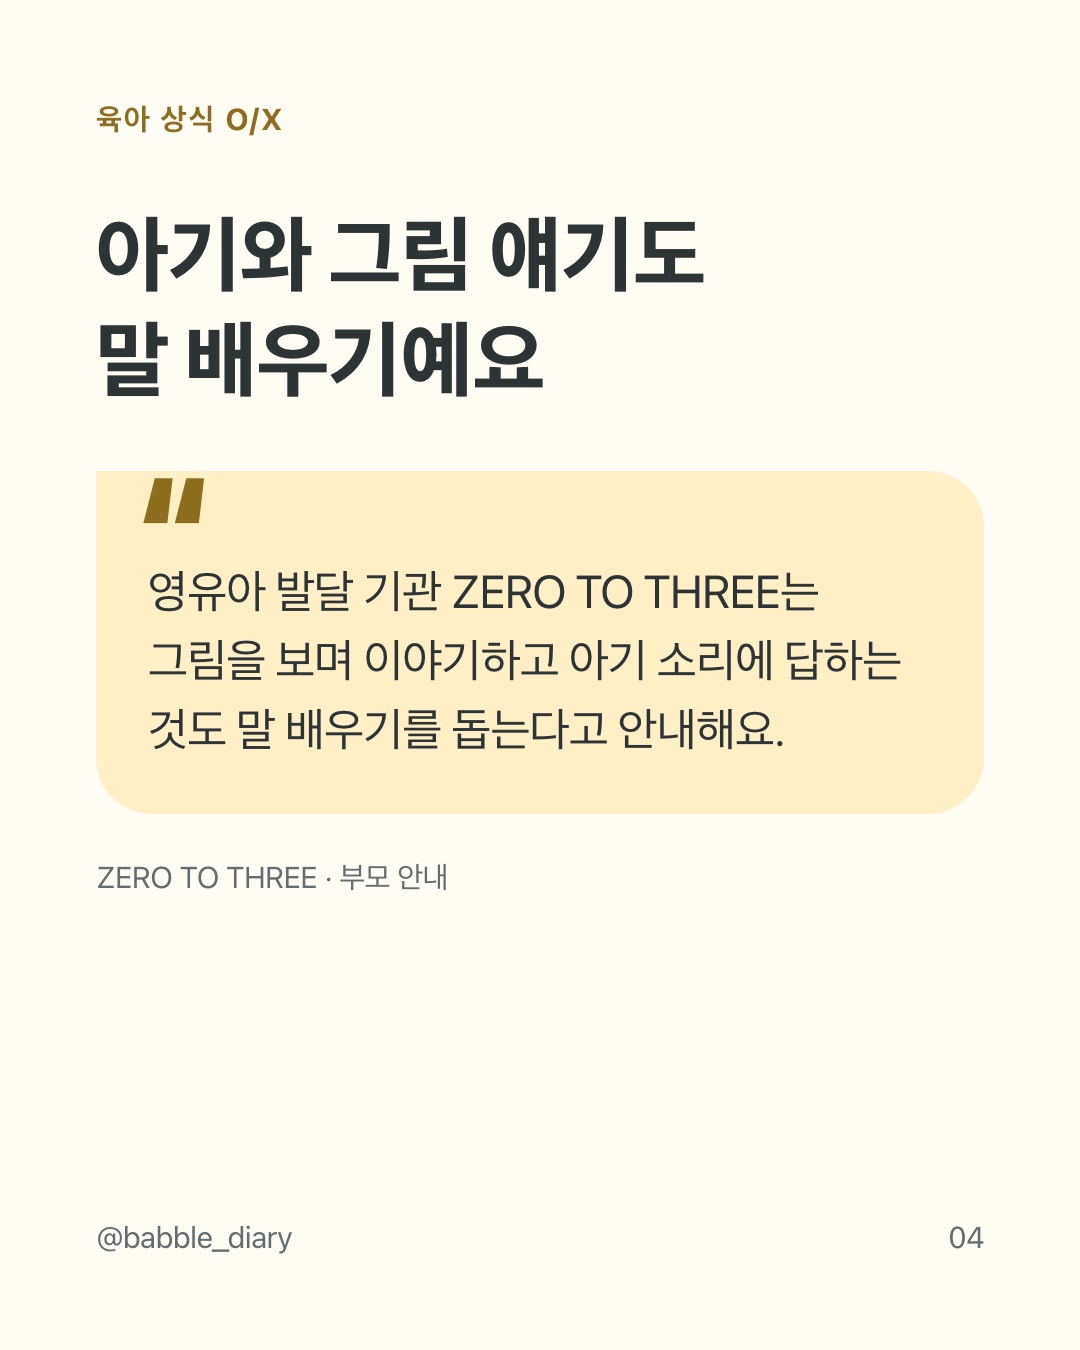 육아 상식 O/X
아기와 그림 얘기도
말 배우기예요
"
영유아 발달 기관 ZERO TO THREE는
그림을 보며 이야기하고 아기 소리에 답하는
것도 말 배우기를 돕는다고 안내해요.
ZERO TO THREE · 부모 안내
@babble_diary
04